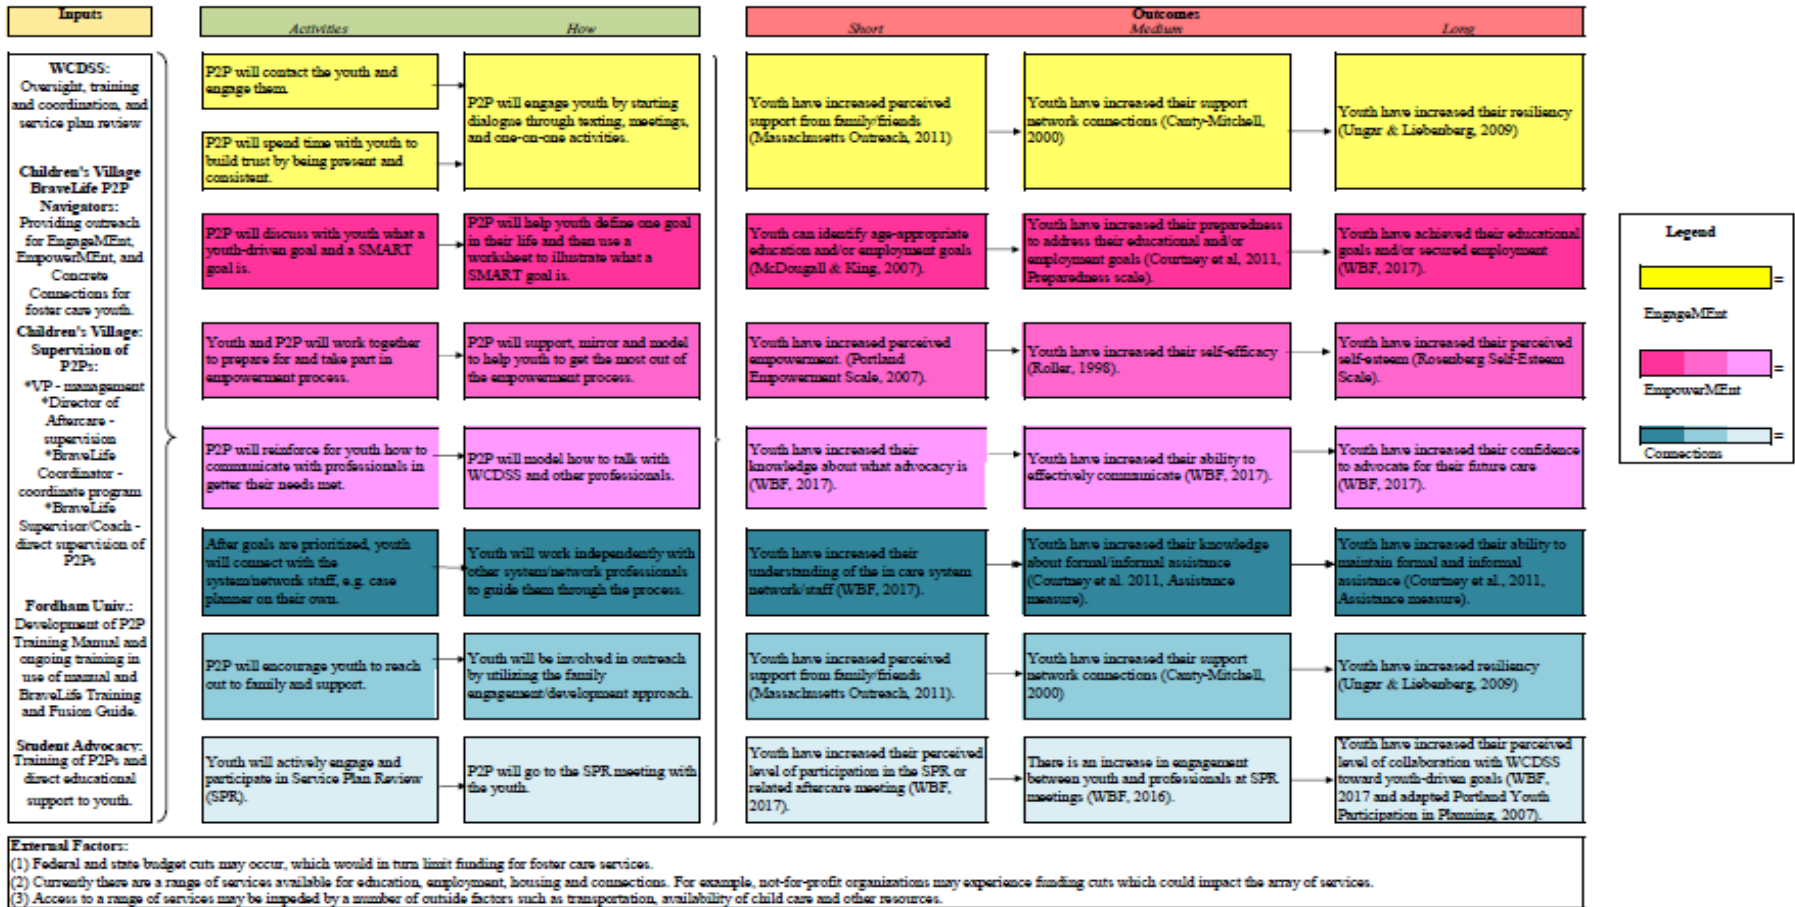 Inputs
Activities
How
Outcomes
Short
Medium
Long
WCDSS:
Oversight, training
and coordination, and
service plan review
Children's Village
BraveLife P2P
Navigators:
Providing outreach
for EngageMEnt,
EmpowerMEnt, and
Concrete
Connections for
foster care youth.
Children's Village:
Supervision of
P2Ps:
*VP - management
*Director of
Aftercare -
supervision
*BraveLife
Coordinator -
coordinate program
*BraveLife
Supervisor/Coach -
direct supervision of
P2Ps
Fordham Univ.:
Development of P2P
Training Manual and
ongoing training in
use of manual and
BraveLife Training
and Fusion Guide.
Student Advocacy:
Training of P2Ps and
direct educational
support to youth.
P2P will contact the youth and
engage them.
P2P will spend time with youth to
build trust by being present and
consistent.
P2P will engage youth by starting
dialogue through texting, meetings,
and one-on-one activities.
Youth have increased perceived
support from family/friends
(Massachusetts Outreach, 2011)
Youth have increased their support
network connections (Canty-Mitchell,
2000)
Youth have increased their resiliency
(Ungar & Liebenberg, 2009)
P2P will discuss with youth what a
youth-driven goal and a SMART
goal is.
P2P will help youth define one goal
in their life and then use a
worksheet to illustrate what a
SMART goal is.
Youth can identify age-appropriate
education and/or employment goals
(McDougall & King, 2007).
Youth have increased their preparedness
to address their educational and/or
employment goals (Courtney et al, 2011,
Preparedness scale).
Youth have achieved their educational
goals and/or secured employment
(WBF, 2017).
Youth and P2P will work together
to prepare for and take part in
empowerment process.
P2P will support, mirror and model
to help youth to get the most out of
the empowerment process.
Youth have increased perceived
empowerment. (Portland
Empowerment Scale, 2007).
Youth have increased their self-efficacy
(Roller, 1998).
Youth have increased their perceived
self-esteem (Rosenberg Self-Esteem
Scale).
P2P will reinforce for youth how to
communicate with professionals in
getter their needs met.
P2P will model how to talk with
WCDSS and other professionals.
Youth have increased their
knowledge about what advocacy is
(WBF, 2017).
Youth have increased their ability to
effectively communicate (WBF, 2017).
Youth have increased their confidence
to advocate for their future care
(WBF, 2017).
After goals are prioritized, youth
will connect with the
system/network staff, e.g. case
planner on their own.
Youth will work independently with
other system/network professionals
to guide them through the process.
Youth have increased their
understanding of the in care system
network/staff (WBF, 2017).
Youth have increased their knowledge
about formal/informal assistance
(Courtney et al. 2011, Assistance
measure).
Youth have increased their ability to
maintain formal and informal
assistance (Courtney et al., 2011,
Assistance measure).
P2P will encourage youth to reach
out to family and support.
Youth will be involved in outreach
by utilizing the family
engagement/development approach.
Youth have increased perceived
support from family/friends
(Massachusetts Outreach, 2011).
Youth have increased their support
network connections (Canty-Mitchell,
2000)
Youth have increased resiliency
(Ungar & Liebenberg, 2009)
Youth will actively engage and
participate in Service Plan Review
(SPR).
P2P will go to the SPR meeting with
the youth.
Youth have increased their perceived
level of participation in the SPR or
related aftercare meeting (WBF,
2017).
There is an increase in engagement
between youth and professionals at SPR
meetings (WBF, 2016).
Youth have increased their perceived
level of collaboration with WCDSS
toward youth-driven goals (WBF,
2017 and adapted Portland Youth
Participation in Planning, 2007).
Legend
=
EngageMEnt
=
EmpowerMEnt
=
Connections
External Factors:
(1) Federal and state budget cuts may occur, which would in turn limit funding for foster care services.
(2) Currently there are a range of services available for education, employment, housing and connections. For example, not-for-profit organizations may experience funding cuts which could impact the array of services.
(3) Access to a range of services may be impeded by a number of outside factors such as transportation, availability of child care and other resources.